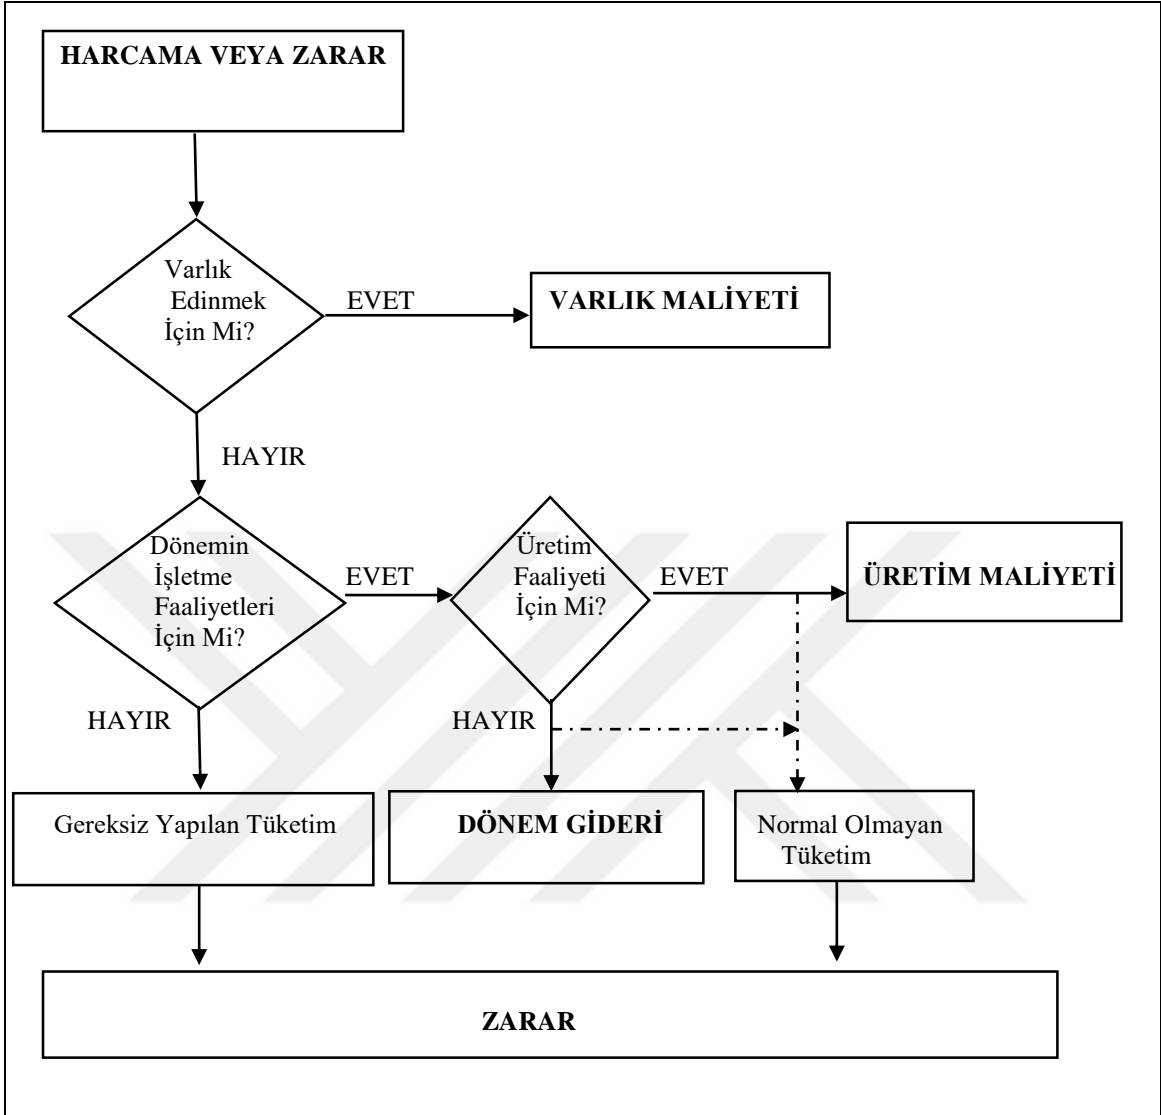 HARCAMA VEYA ZARAR
Varlık
Edinmek
İçin Mi?
EVET
VARLIK MALİYETİ
HAYIR
Dönemin
İşletme
Faaliyetleri
İçin Mi?
EVET
Üretim
Faaliyeti
İçin Mi?
EVET
ÜRETİM MALİYETİ
HAYIR
HAYIR
Gereksiz Yapılan Tüketim
DÖNEM GİDERİ
Normal Olmayan
Tüketim
ZARAR